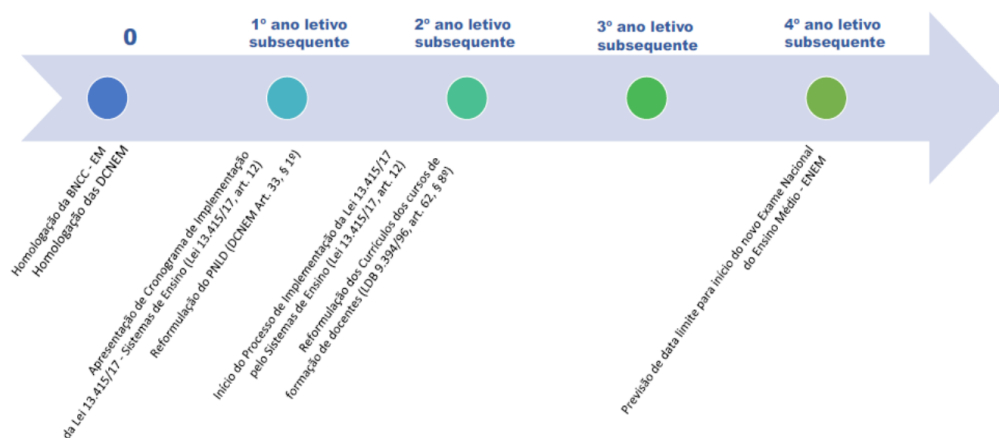 0
1º ano letivo
subsequente
2º ano letivo
subsequente
3º ano letivo
subsequente
4º ano letivo
subsequente
Homologação da BNCC - EM
Homologação das DCNEM
Apresentação de Cronograma de Implementação
da Lei 13.415/17 - Sistemas de Ensino (Lei 13.415/17, art. 12)
Reformulação do PNLD (DCNEM Art. 33, § 1º)
Início do Processo de Implementação da Lei 13.415/17
pelo Sistemas de Ensino (Lei 13.415/17, art. 12)
Reformulação dos Currículos dos cursos de
formação de docentes (LDB 9.394/96, art. 62, § 8º)
Previsão de data limite para início do novo Exame Nacional
do Ensino Médio - ENEM